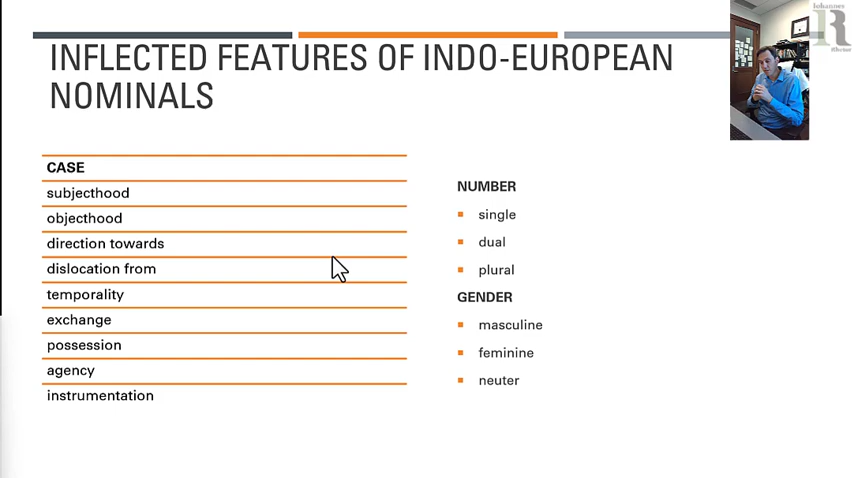 INFLECTED FEATURES OF INDO-EUROPEAN
NOMINALS
CASE
subjecthood
objecthood
direction towards
dislocation from
temporality
exchange
possession
agency
instrumentation
NUMBER
single
dual
plural
GENDER
masculine
feminine
neuter
Iohannes
R